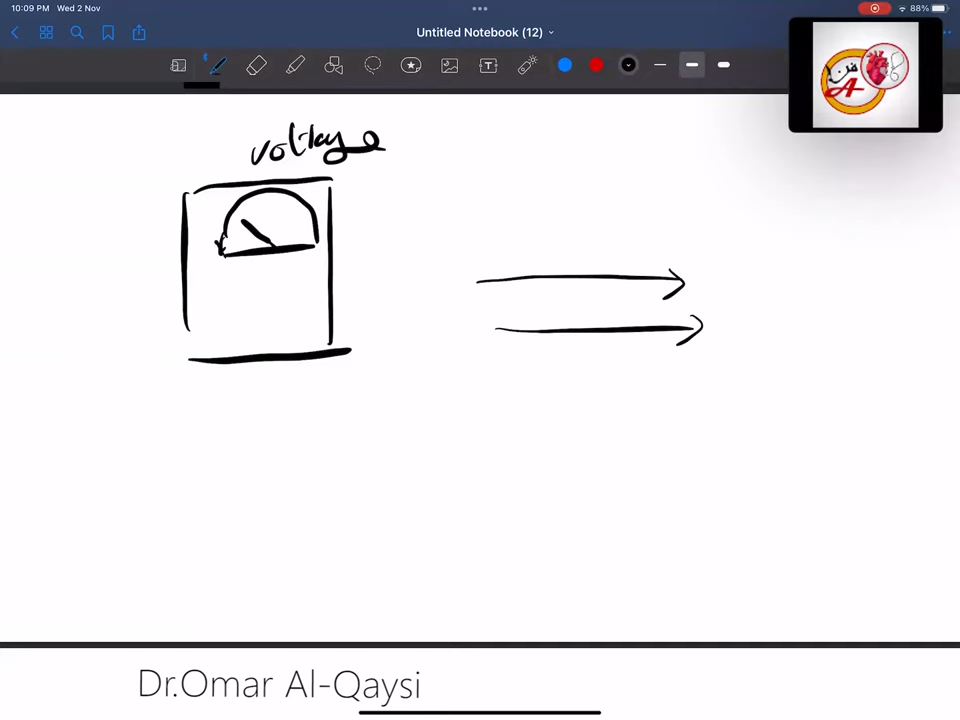 10:09 PM Wed 2 Nov
88%
Untitled Notebook (12)
voltage
Dr.Omar Al-Qaysi